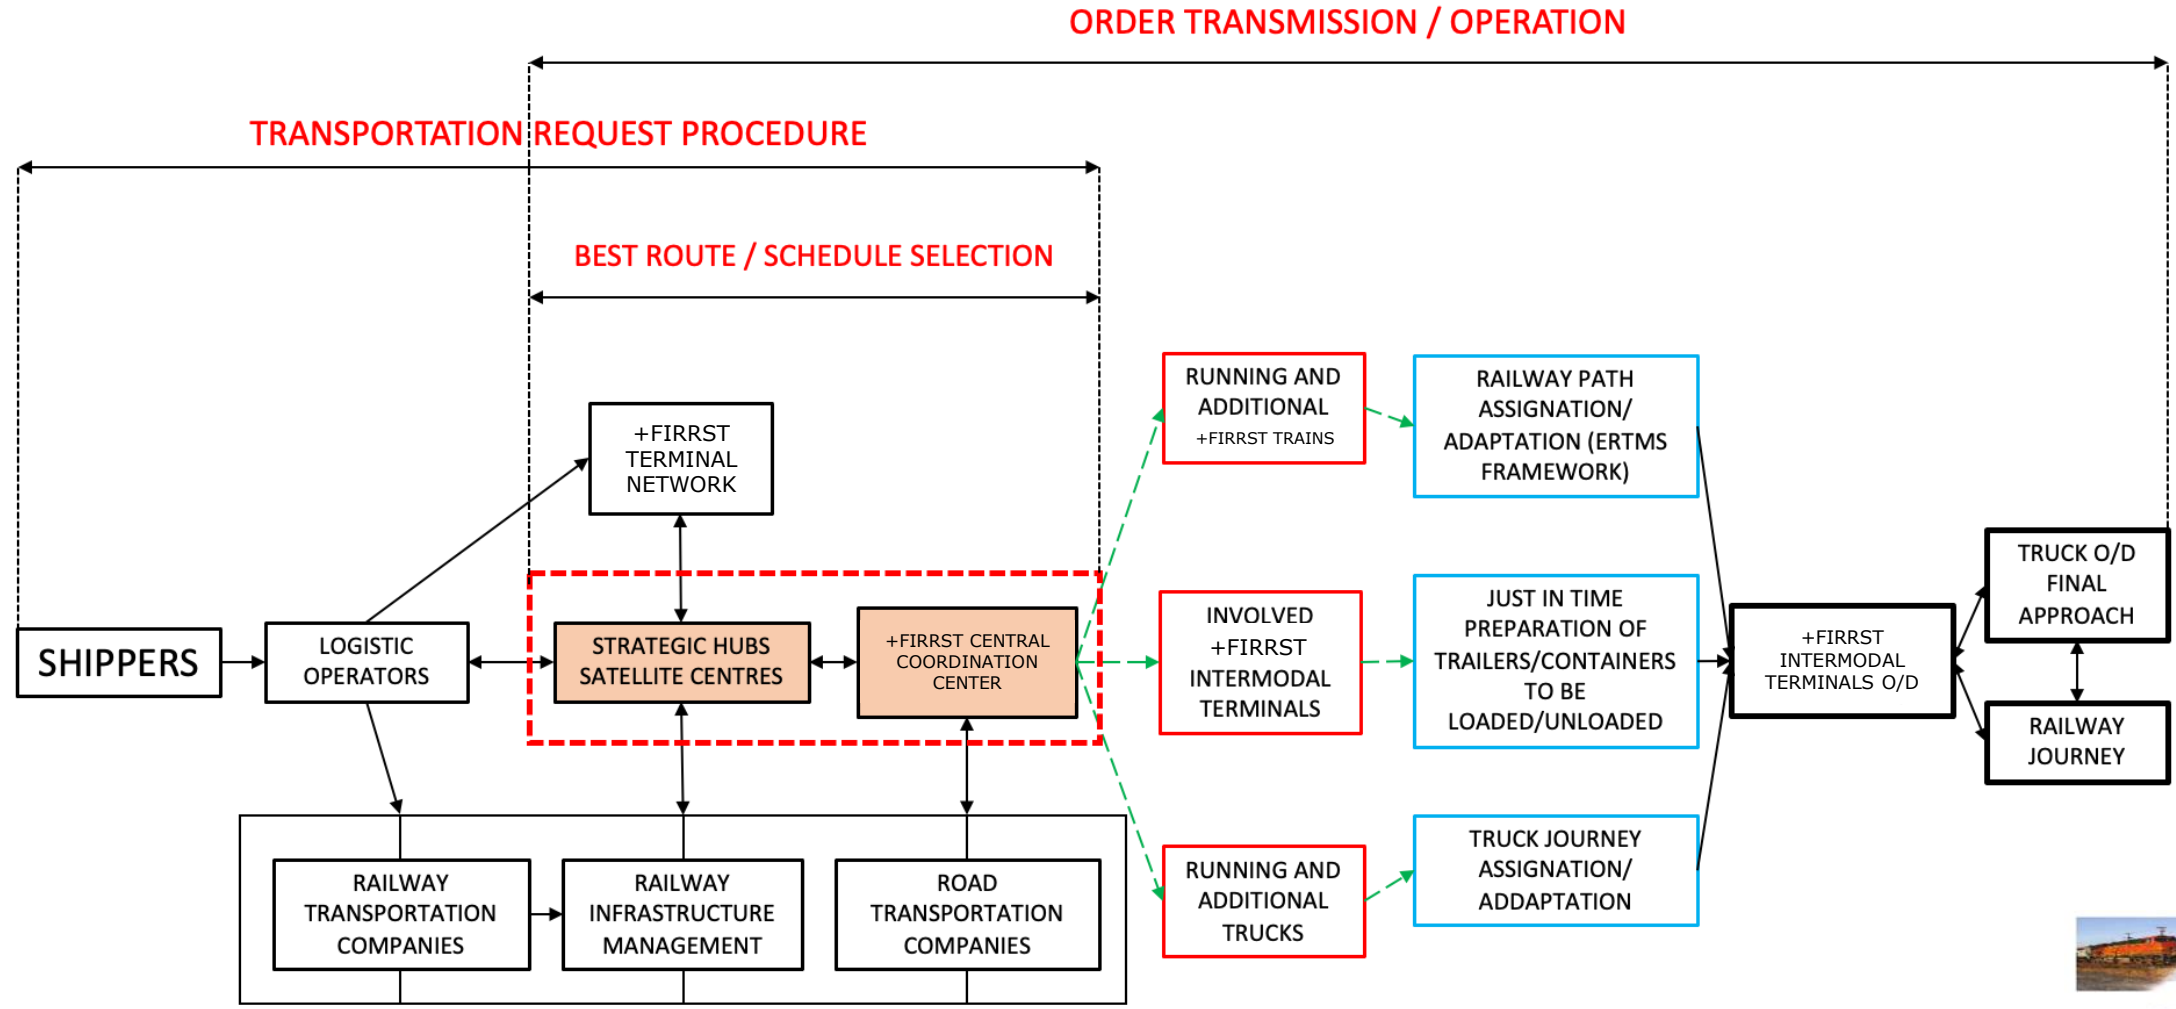 ORDER TRANSMISSION / OPERATION
TRANSPORTATION REQUEST PROCEDURE
BEST ROUTE / SCHEDULE SELECTION
SHIPPERS
LOGISTIC
OPERATORS
+FIRRST
TERMINAL
NETWORK
STRATEGIC HUBS
SATELLITE CENTRES
+FIRRST CENTRAL
COORDINATION
CENTER
RAILWAY
TRANSPORTATION
COMPANIES
RAILWAY
INFRASTRUCTURE
MANAGEMENT
ROAD
TRANSPORTATION
COMPANIES
RUNNING AND
ADDITIONAL
+FIRRST TRAINS
INVOLVED
+FIRRST
INTERMODAL
TERMINALS
RUNNING AND
ADDITIONAL
TRUCKS
RAILWAY PATH
ASSIGNATION/
ADAPTATION (ERTMS
FRAMEWORK)
JUST IN TIME
PREPARATION OF
TRAILERS/CONTAINERS
TO BE
LOADED/UNLOADED
TRUCK JOURNEY
ASSIGNATION/
ADDAPTATION
+FIRRST
INTERMODAL
TERMINALS O/D
TRUCK O/D
FINAL
APPROACH
RAILWAY
JOURNEY